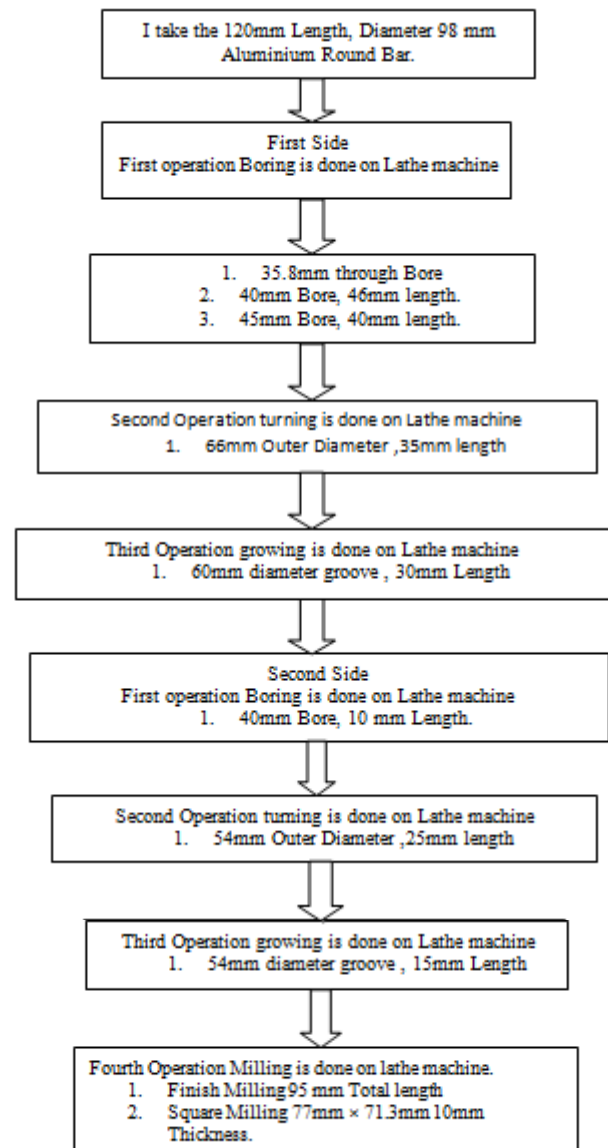 I take the 120mm Length, Diameter 98 mm
Aluminium Round Bar.
First Side
First operation Boring is done on Lathe machine
1. 35.8mm through Bore
2. 40mm Bore, 46mm length.
3. 45mm Bore, 40mm length.
Second Operation turning is done on Lathe machine
1. 66mm Outer Diameter ,35mm length
Third Operation growing is done on Lathe machine
1. 60mm diameter groove , 30mm Length
Second Side
First operation Boring is done on Lathe machine
1. 40mm Bore, 10 mm Length.
Second Operation turning is done on Lathe machine
1. 54mm Outer Diameter ,25mm length
Third Operation growing is done on Lathe machine
1. 54mm diameter groove , 15mm Length
Fourth Operation Milling is done on lathe machine.
1. Finish Milling 95 mm Total length
2. Square Milling 77mm × 71.3mm 10mm
Thickness.